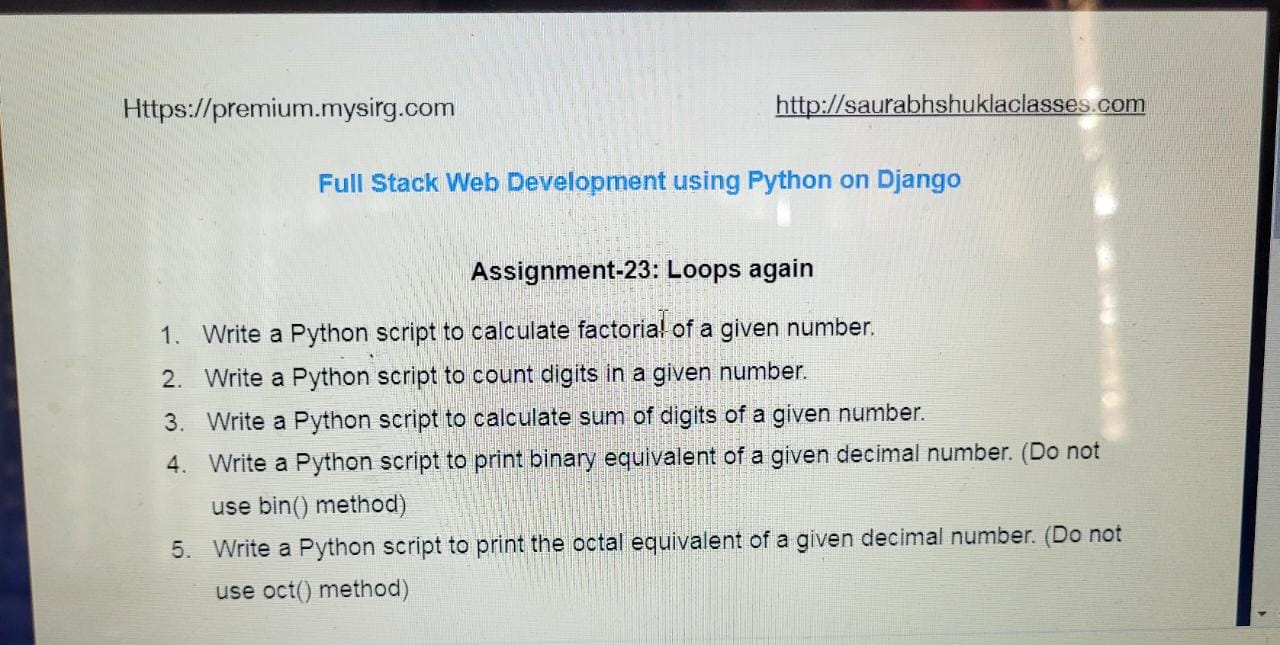 Https://premium.mysirg.com http://saurabhshuklaclasses.com
Full Stack Web Development using Python on Django
Assignment-23: Loops again
1. Write a Python script to calculate factorial of a given number.
2. Write a Python script to count digits in a given number.
3. Write a Python script to calculate sum of digits of a given number.
4. Write a Python script to print binary equivalent of a given decimal number. (Do not
use bin() method)
5. Write a Python script to print the octal equivalent of a given decimal number. (Do not
use oct() method)